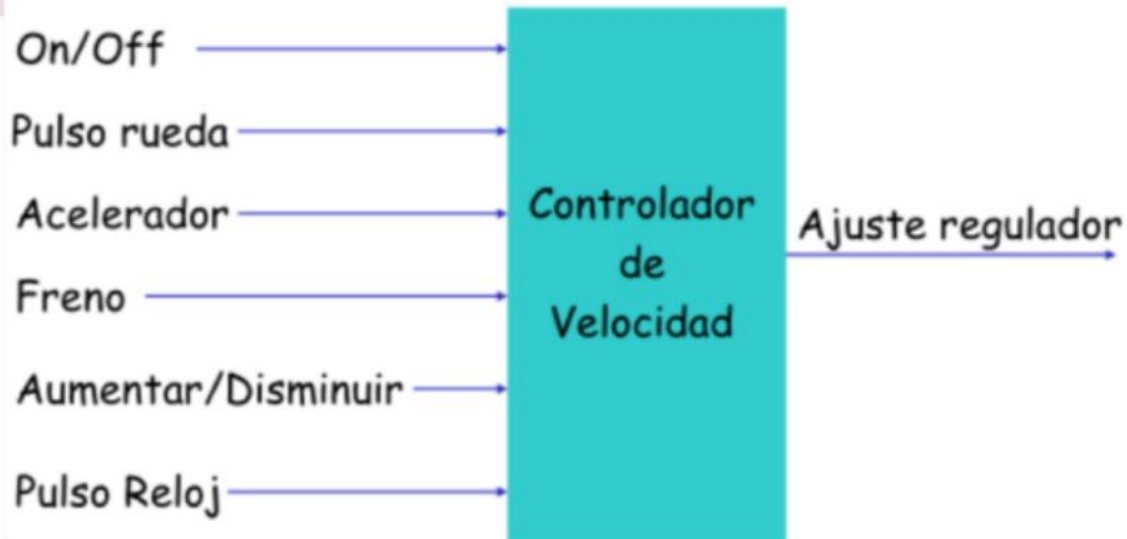 On/Off
Pulso rueda
Acelerador
Freno
Aumentar/Disminuir
Pulso Reloj
Controlador
de
Velocidad
Ajuste regulador